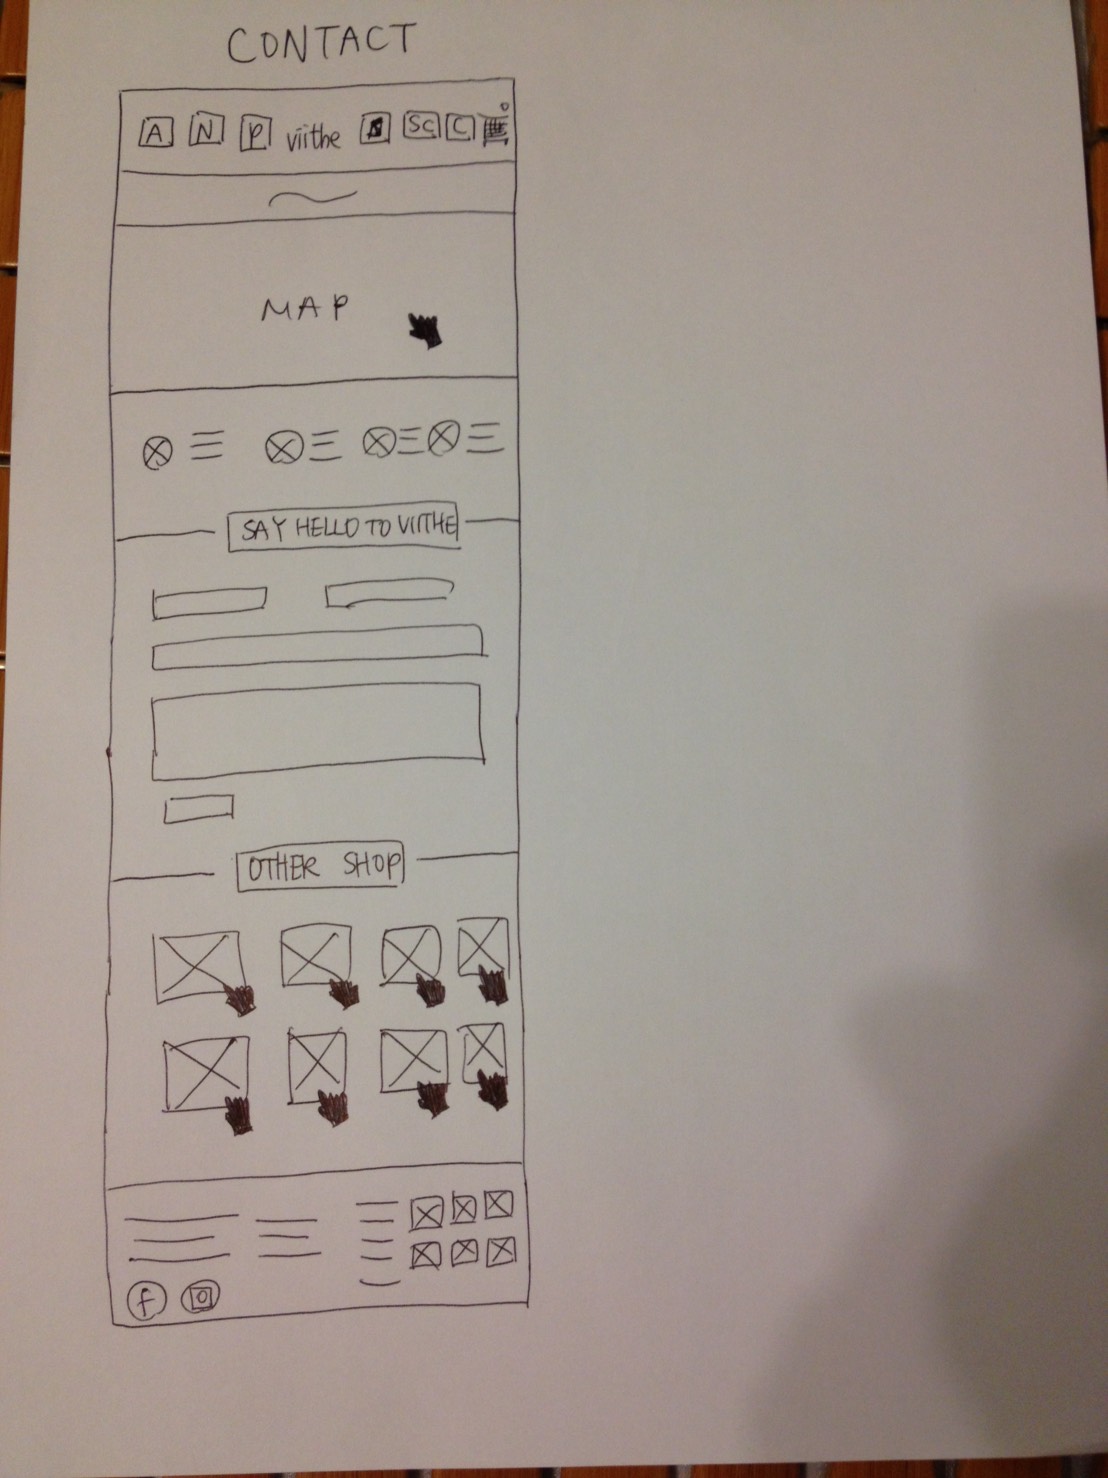 CONTACT
A N P viithe SC C
MAP
SAY HELLO TO VIITHE
OTHER SHOP
f